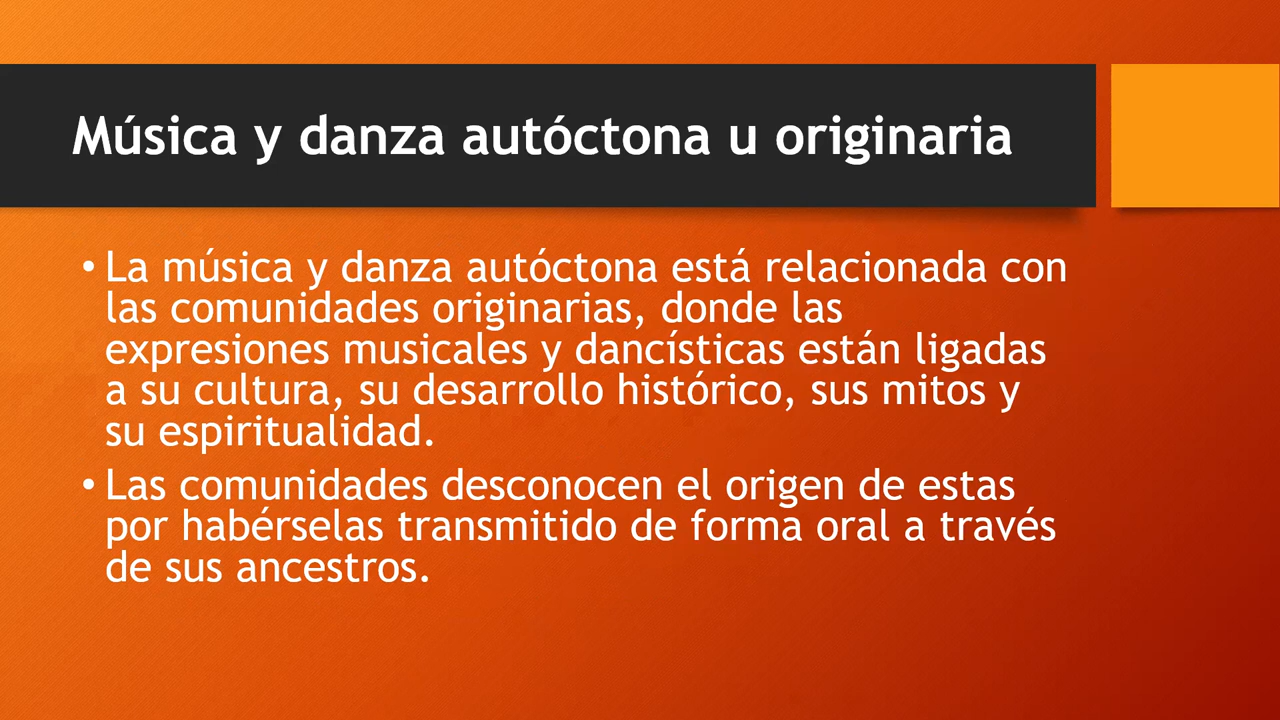 Música y danza autóctona u originaria
• La música y danza autóctona está relacionada con
las comunidades originarias, donde las
expresiones musicales y dancísticas están ligadas
a su cultura, su desarrollo histórico, sus mitos y
su espiritualidad.
• Las comunidades desconocen el origen de estas
por habérselas transmitido de forma oral a través
de sus ancestros.